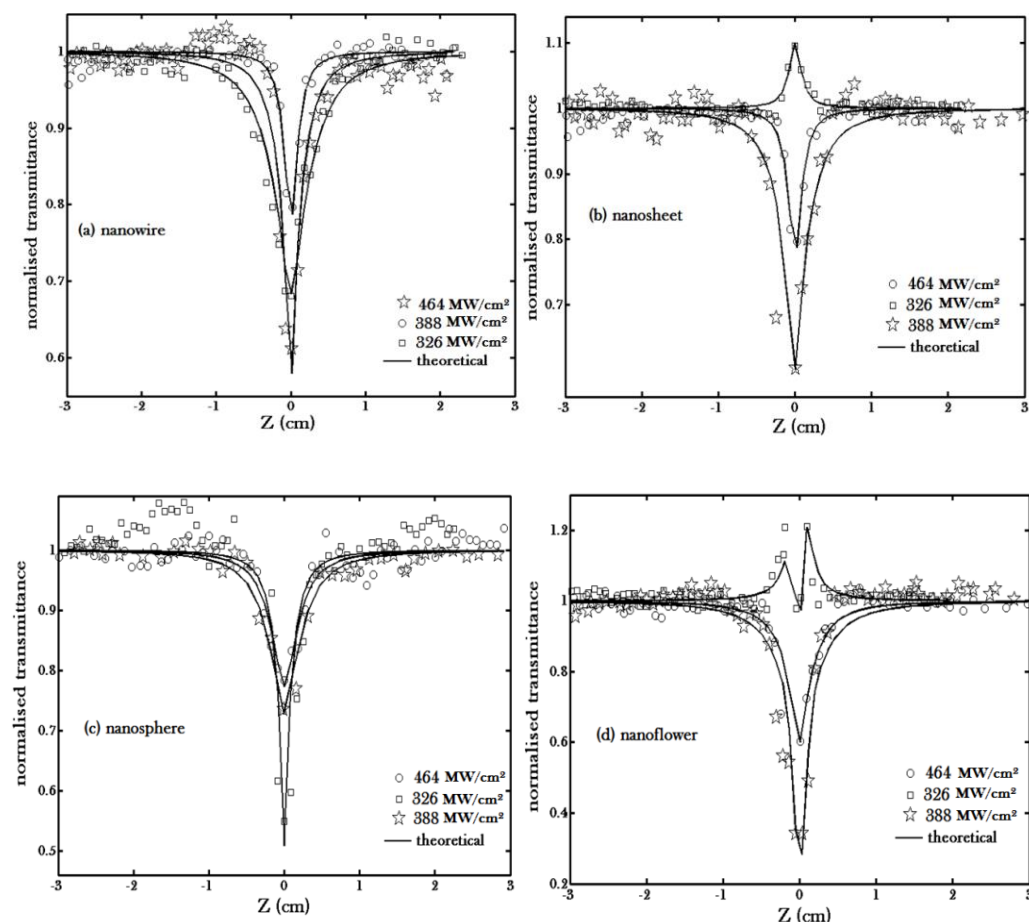 normalised transmittance
1
0.9
0.8
0.7
0.6
(a) nanowire
464 MW/cm²
388 MW/cm²
326 MW/cm²
theoretical
-3 -2 -1 0 1 2 3
Z (cm)
normalised transmittance
1.1
1
0.9
0.8
0.7
(b) nanosheet
464 MW/cm²
326 MW/cm²
388 MW/cm²
theoretical
-3 -2 -1 0 1 2 3
Z (cm)
normalised transmittance
1
0.9
0.8
0.7
0.6
0.5
(c) nanosphere
464 MW/cm²
326 MW/cm²
388 MW/cm²
theoretical
-3 -2 -1 0 1 2 3
Z (cm)
normalised transmittance
1.2
1.0
0.8
0.6
0.4
0.2
(d) nanoflower
464 MW/cm²
326 MW/cm²
388 MW/cm²
theoretical
-3 -2 -1 0 1 2 3
Z (cm)